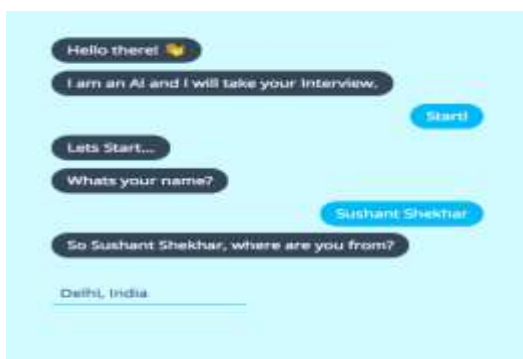 Hello there! 👋
I am an AI and I will take your Interview.
Start!
Lets Start...
Whats your name?
Sushant Shekhar
So Sushant Shekhar, where are you from?
Delhi, India